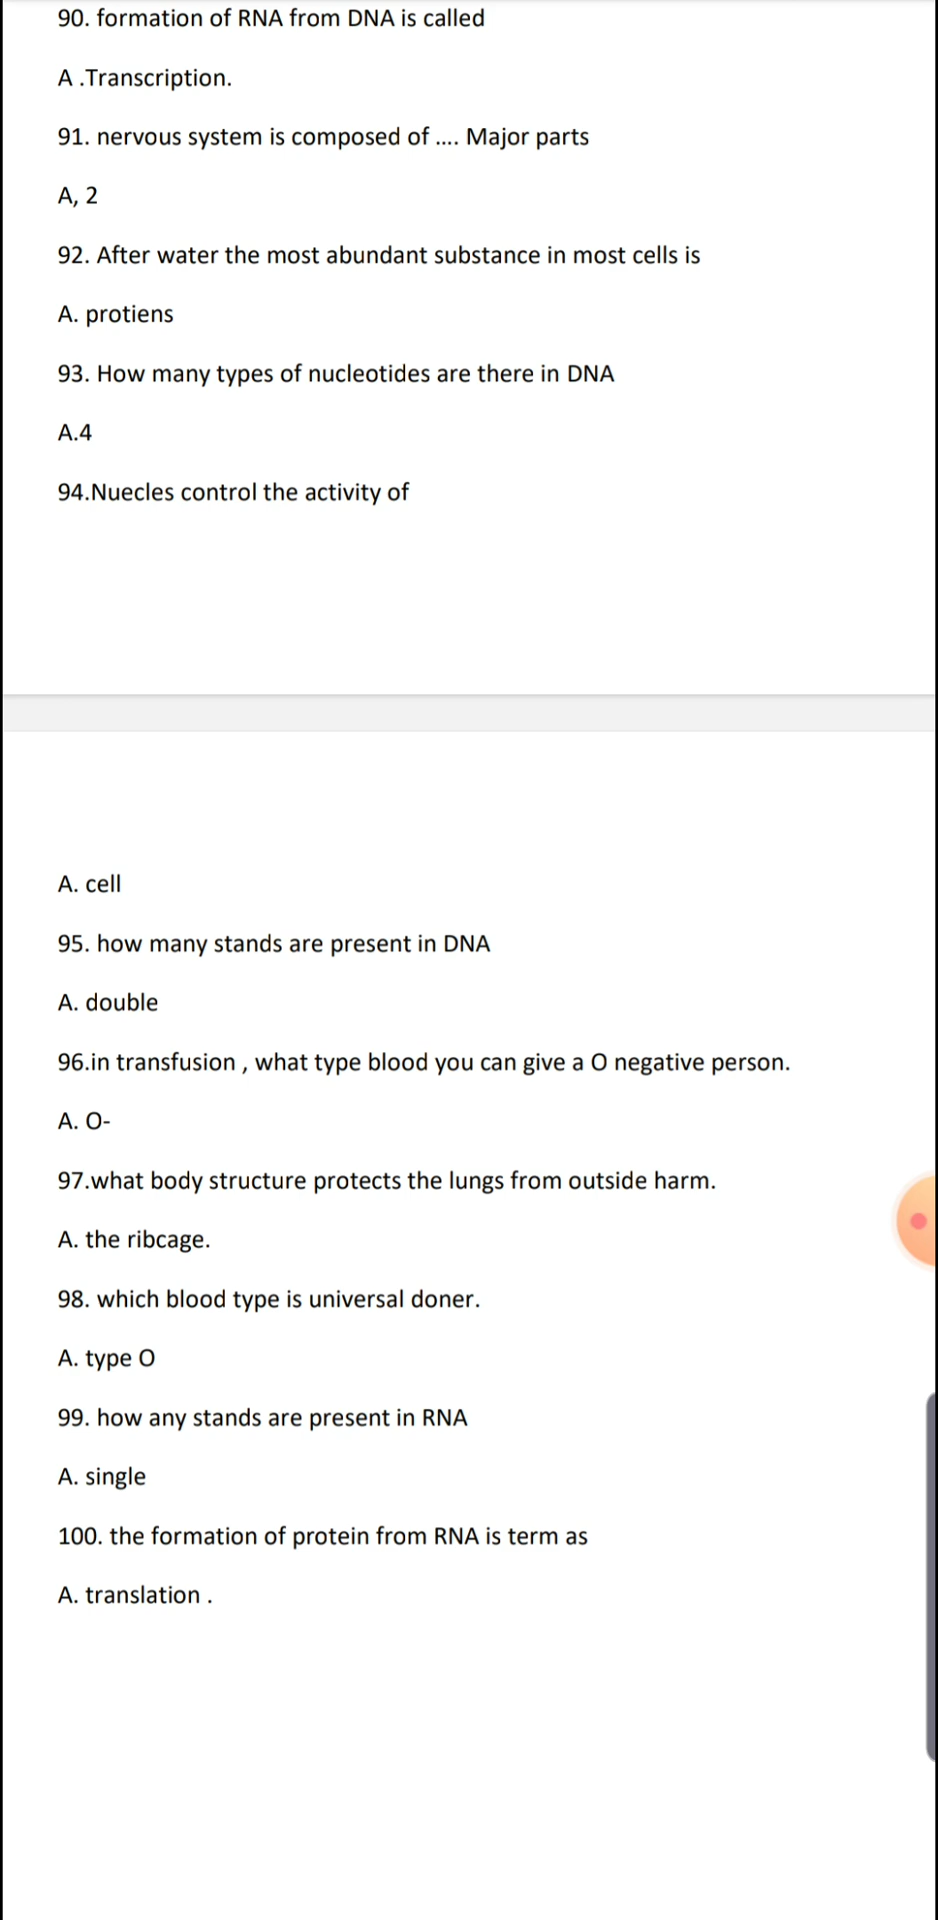 90. formation of RNA from DNA is called
A .Transcription.
91. nervous system is composed of .... Major parts
A, 2
92. After water the most abundant substance in most cells is
A. protiens
93. How many types of nucleotides are there in DNA
A.4
94.Nuecles control the activity of
A. cell
95. how many stands are present in DNA
A. double
96.in transfusion , what type blood you can give a O negative person.
A. O-
97.what body structure protects the lungs from outside harm.
A. the ribcage.
98. which blood type is universal doner.
A. type O
99. how any stands are present in RNA
A. single
100. the formation of protein from RNA is term as
A. translation .